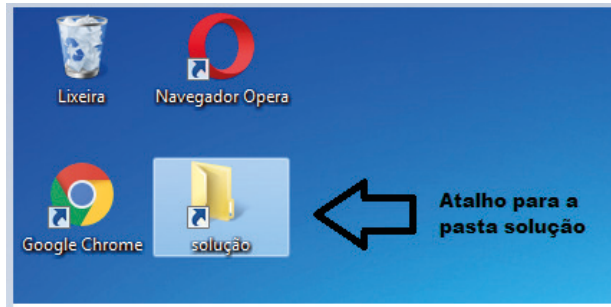 Lixeira
Navegador Opera
Google Chrome
solução
Atalho para a
pasta solução